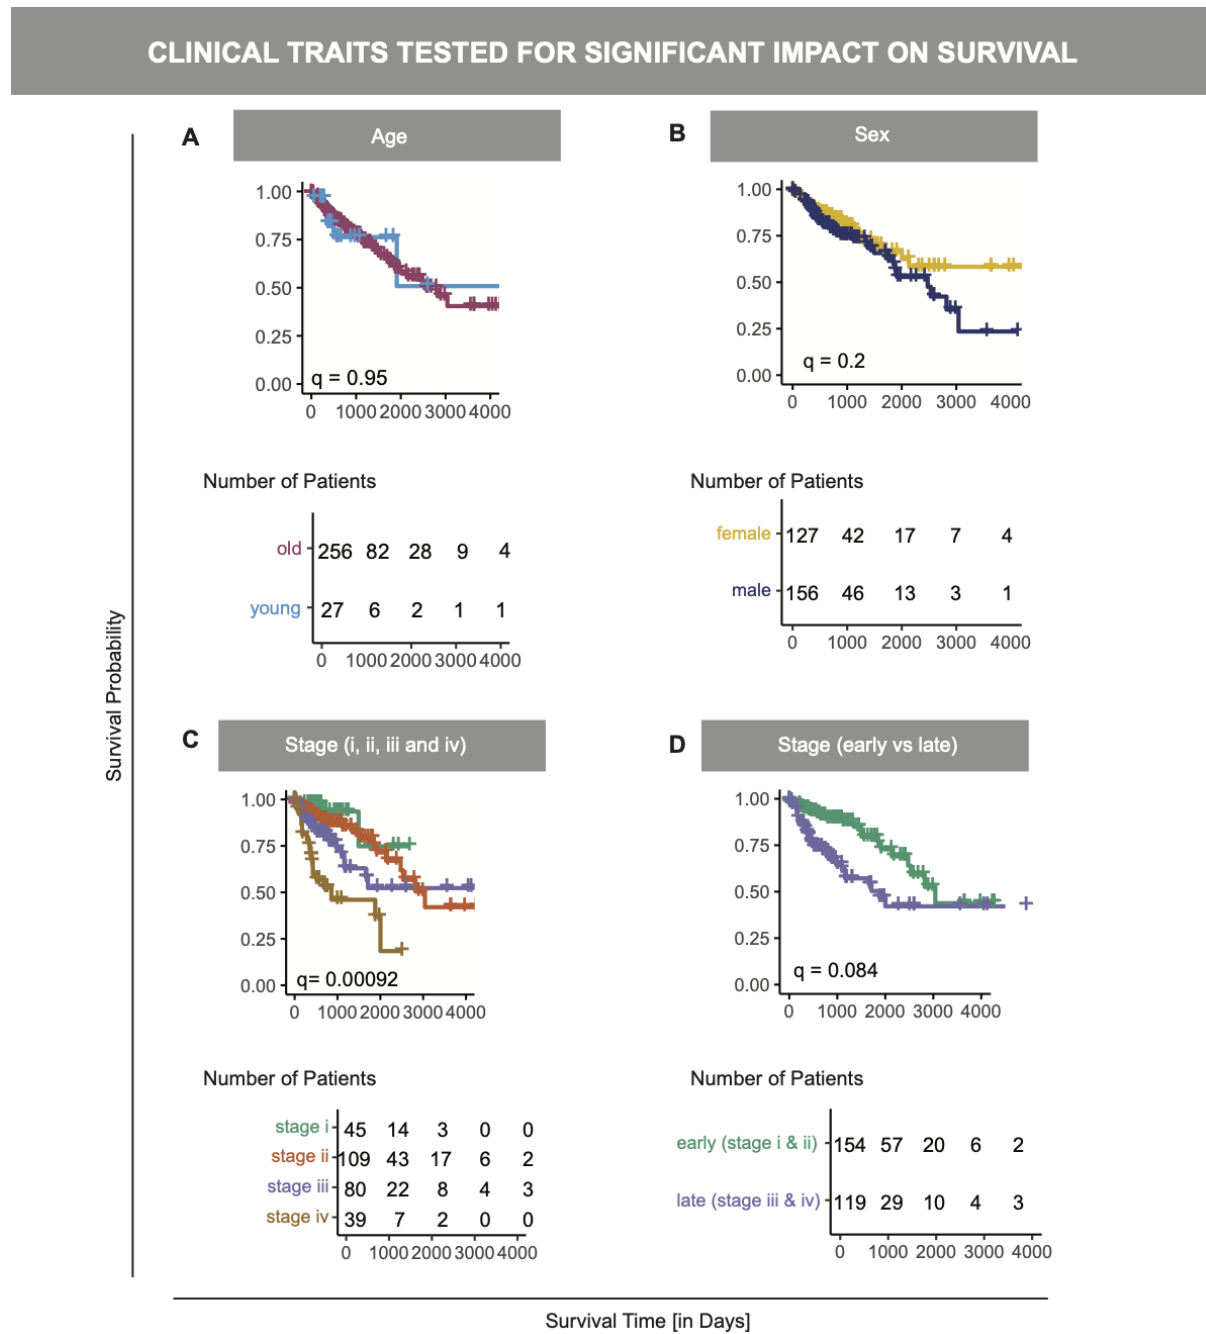 CLINICAL TRAITS TESTED FOR SIGNIFICANT IMPACT ON SURVIVAL
A
Age
1.00
0.75
0.50
0.25
0.00
q = 0.95
0 1000 2000 3000 4000
Number of Patients
old 256 82 28 9 4
young 27 6 2 1 1
0 1000 2000 3000 4000
B
Sex
1.00
0.75
0.50
0.25
0.00
q = 0.2
0 1000 2000 3000 4000
Number of Patients
female 127 42 17 7 4
male 156 46 13 3 1
0 1000 2000 3000 4000
Survival Probability
C
Stage (i, ii, iii and iv)
1.00
0.75
0.50
0.25
0.00
q= 0.00092
0 1000 2000 3000 4000
Number of Patients
stage i 45 14 3 0 0
stage ii 109 43 17 6 2
stage iii 80 22 8 4 3
stage iv 39 7 2 0 0
0 1000 2000 3000 4000
D
Stage (early vs late)
1.00
0.75
0.50
0.25
0.00
q = 0.084
0 1000 2000 3000 4000
Number of Patients
early (stage i & ii) 154 57 20 6 2
late (stage iii & iv) 119 29 10 4 3
0 1000 2000 3000 4000
Survival Time [in Days]